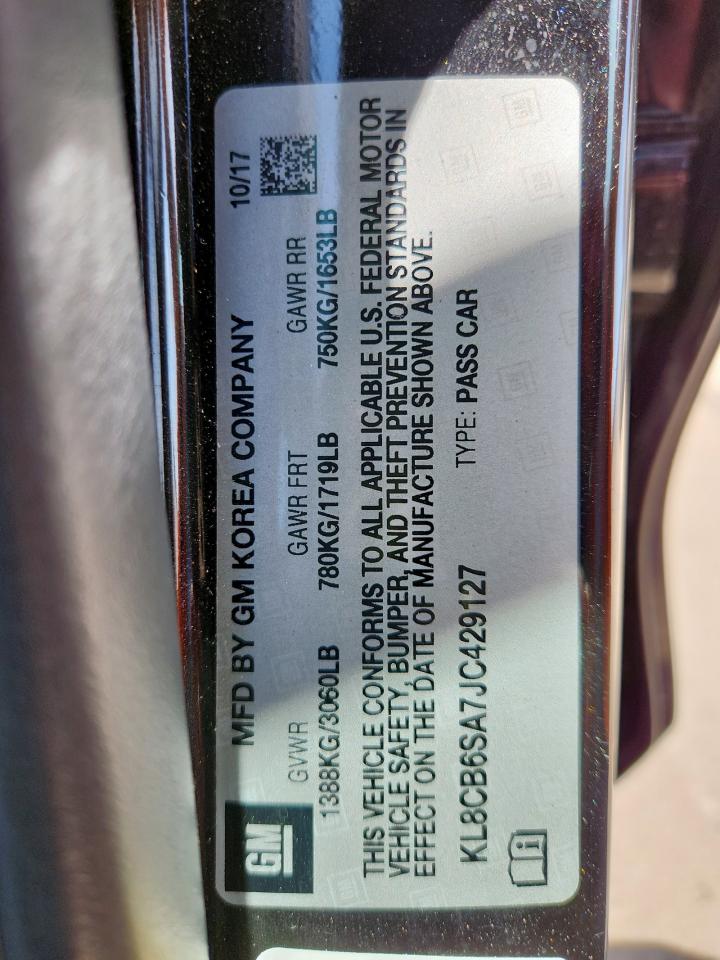 GM
MFD BY GM KOREA COMPANY 10/17
GVWR GAWR FRT GAWR RR
1388KG/3060LB 780KG/1719LB 750KG/1653LB
THIS VEHICLE CONFORMS TO ALL APPLICABLE U.S. FEDERAL MOTOR
VEHICLE SAFETY, BUMPER, AND THEFT PREVENTION STANDARDS IN
EFFECT ON THE DATE OF MANUFACTURE SHOWN ABOVE.
KL8CB6SA7JC429127 TYPE: PASS CAR